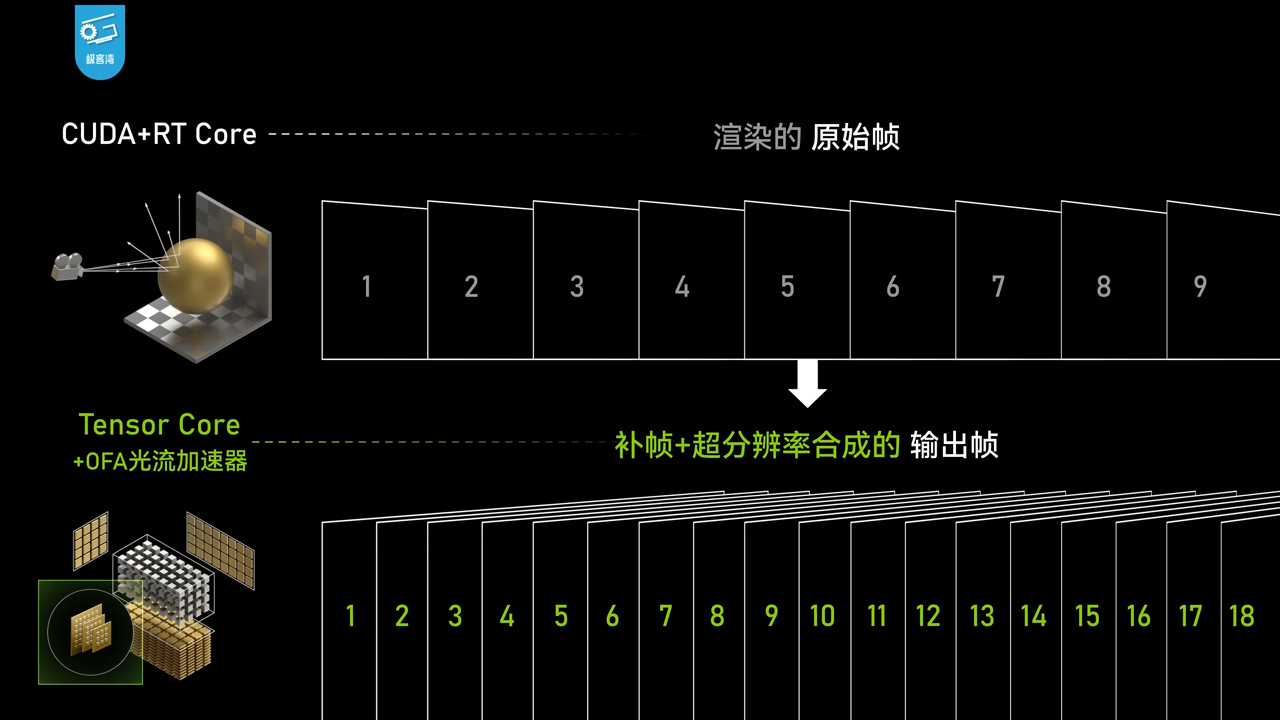 极客湾
CUDA+RT Core
渲染的 原始帧
1 2 3 4 5 6 7 8 9
Tensor Core
+OFA光流加速器
补帧+超分辨率合成的 输出帧
1 2 3 4 5 6 7 8 9 10 11 12 13 14 15 16 17 18